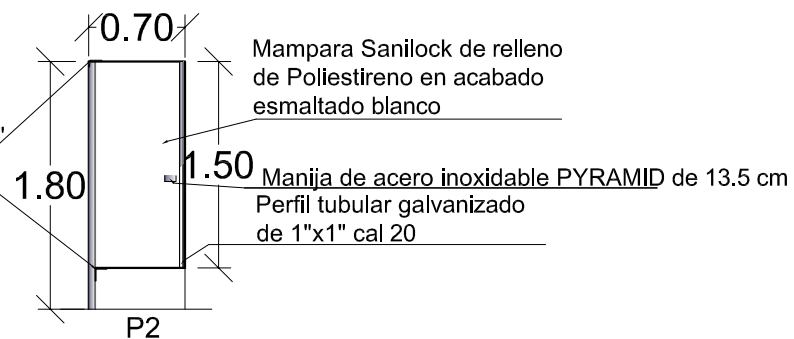 0.70
Mampara Sanilock de relleno
de Poliestireno en acabado
esmaltado blanco
"
1.80
1.50
Manija de acero inoxidable PYRAMID de 13.5 cm
Perfil tubular galvanizado
de 1"x1" cal 20
P2